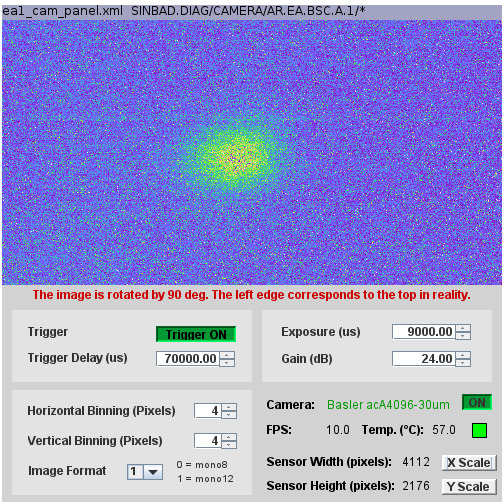 ea1_cam_panel.xml SINBAD.DIAG/CAMERA/AR.EA.BSC.A.1/*
The image is rotated by 90 deg. The left edge corresponds to the top in reality.
Trigger Trigger ON
Trigger Delay (us) 70000.00
Exposure (us) 9000.00
Gain (dB) 24.00
Horizontal Binning (Pixels) 4
Vertical Binning (Pixels) 4
Image Format 1 0 = mono8
1 = mono12
Camera: Basler acA4096-30um ON
FPS: 10.0 Temp. (°C): 57.0
Sensor Width (pixels): 4112 X Scale
Sensor Height (pixels): 2176 Y Scale